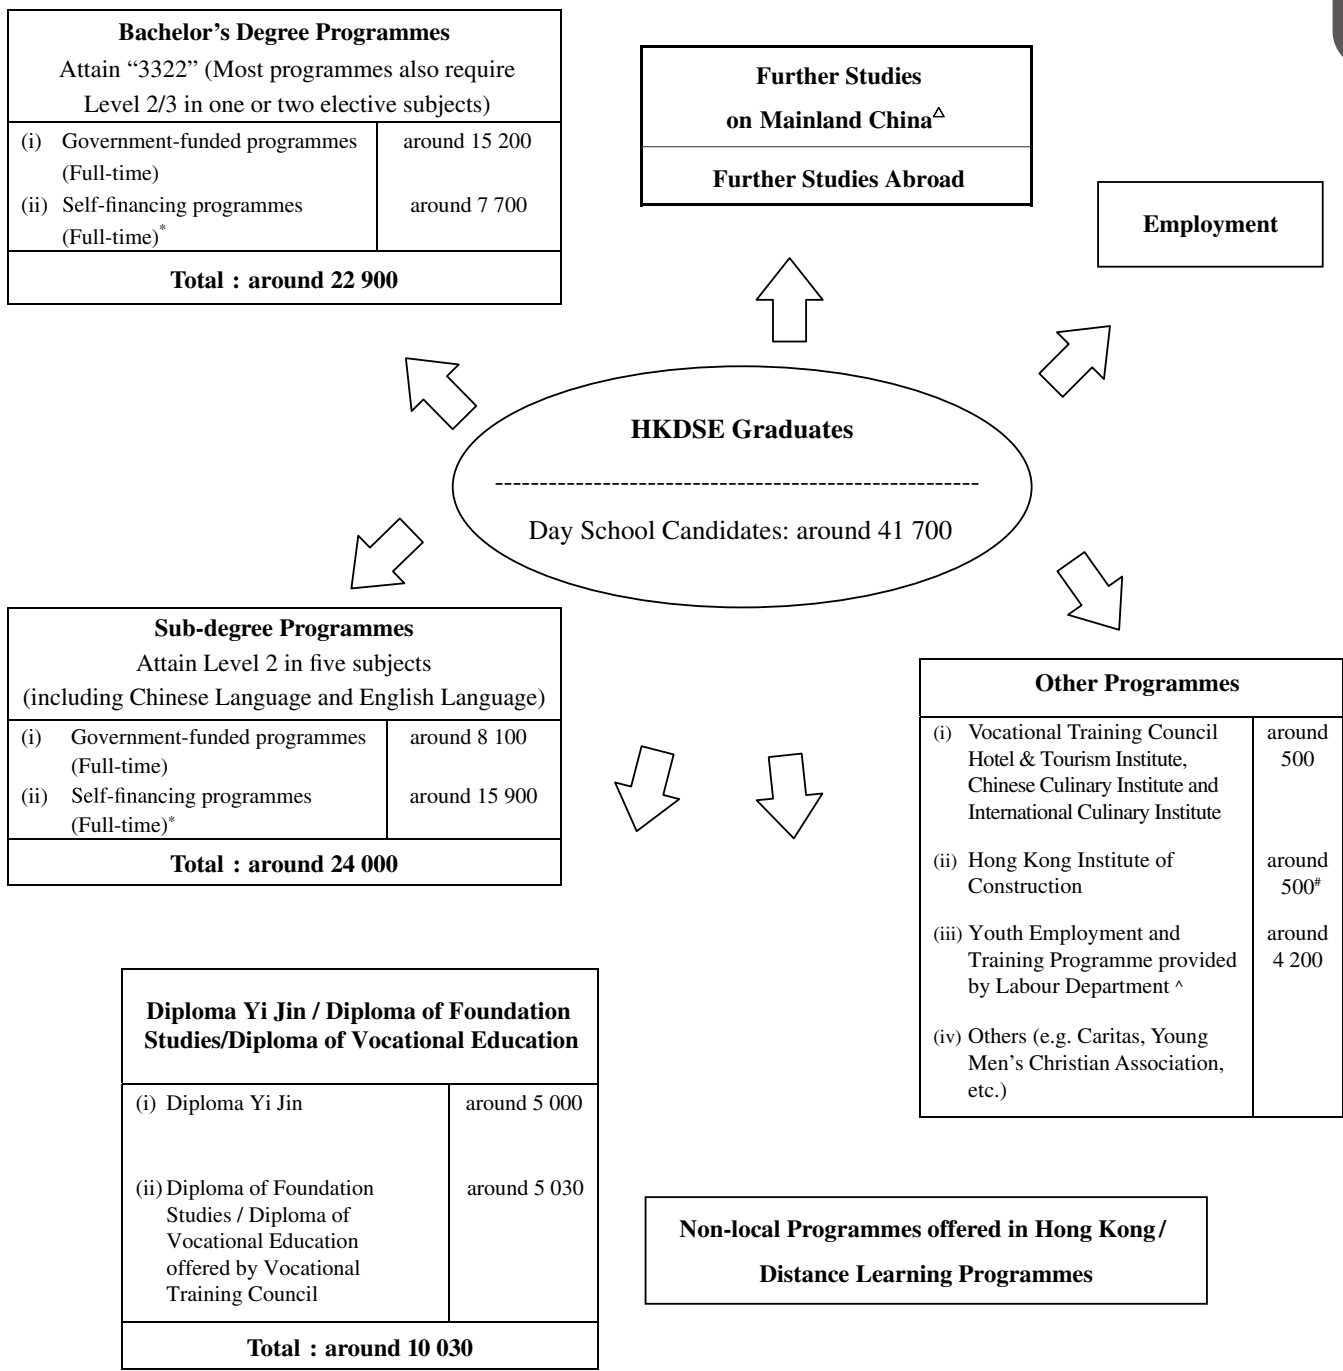 Bachelor's Degree Programmes
Attain “3322” (Most programmes also require
Level 2/3 in one or two elective subjects)
(i) Government-funded programmes around 15 200
(Full-time)
(ii) Self-financing programmes around 7 700
(Full-time)*
Total : around 22 900
Further Studies
on Mainland China△
Further Studies Abroad
Employment
HKDSE Graduates
Day School Candidates: around 41 700
Sub-degree Programmes
Attain Level 2 in five subjects
(including Chinese Language and English Language)
(i) Government-funded programmes around 8 100
(Full-time)
(ii) Self-financing programmes around 15 900
(Full-time)*
Total : around 24 000
Other Programmes
(i) Vocational Training Council around
Hotel & Tourism Institute, 500
Chinese Culinary Institute and
International Culinary Institute
(ii) Hong Kong Institute of around
Construction 500#
(iii) Youth Employment and around
Training Programme provided 4 200
by Labour Department ^
(iv) Others (e.g. Caritas, Young
Men's Christian Association,
etc.)
Diploma Yi Jin / Diploma of Foundation
Studies/Diploma of Vocational Education
(i) Diploma Yi Jin around 5 000
(ii) Diploma of Foundation around 5 030
Studies / Diploma of
Vocational Education
offered by Vocational
Training Council
Total : around 10 030
Non-local Programmes offered in Hong Kong /
Distance Learning Programmes